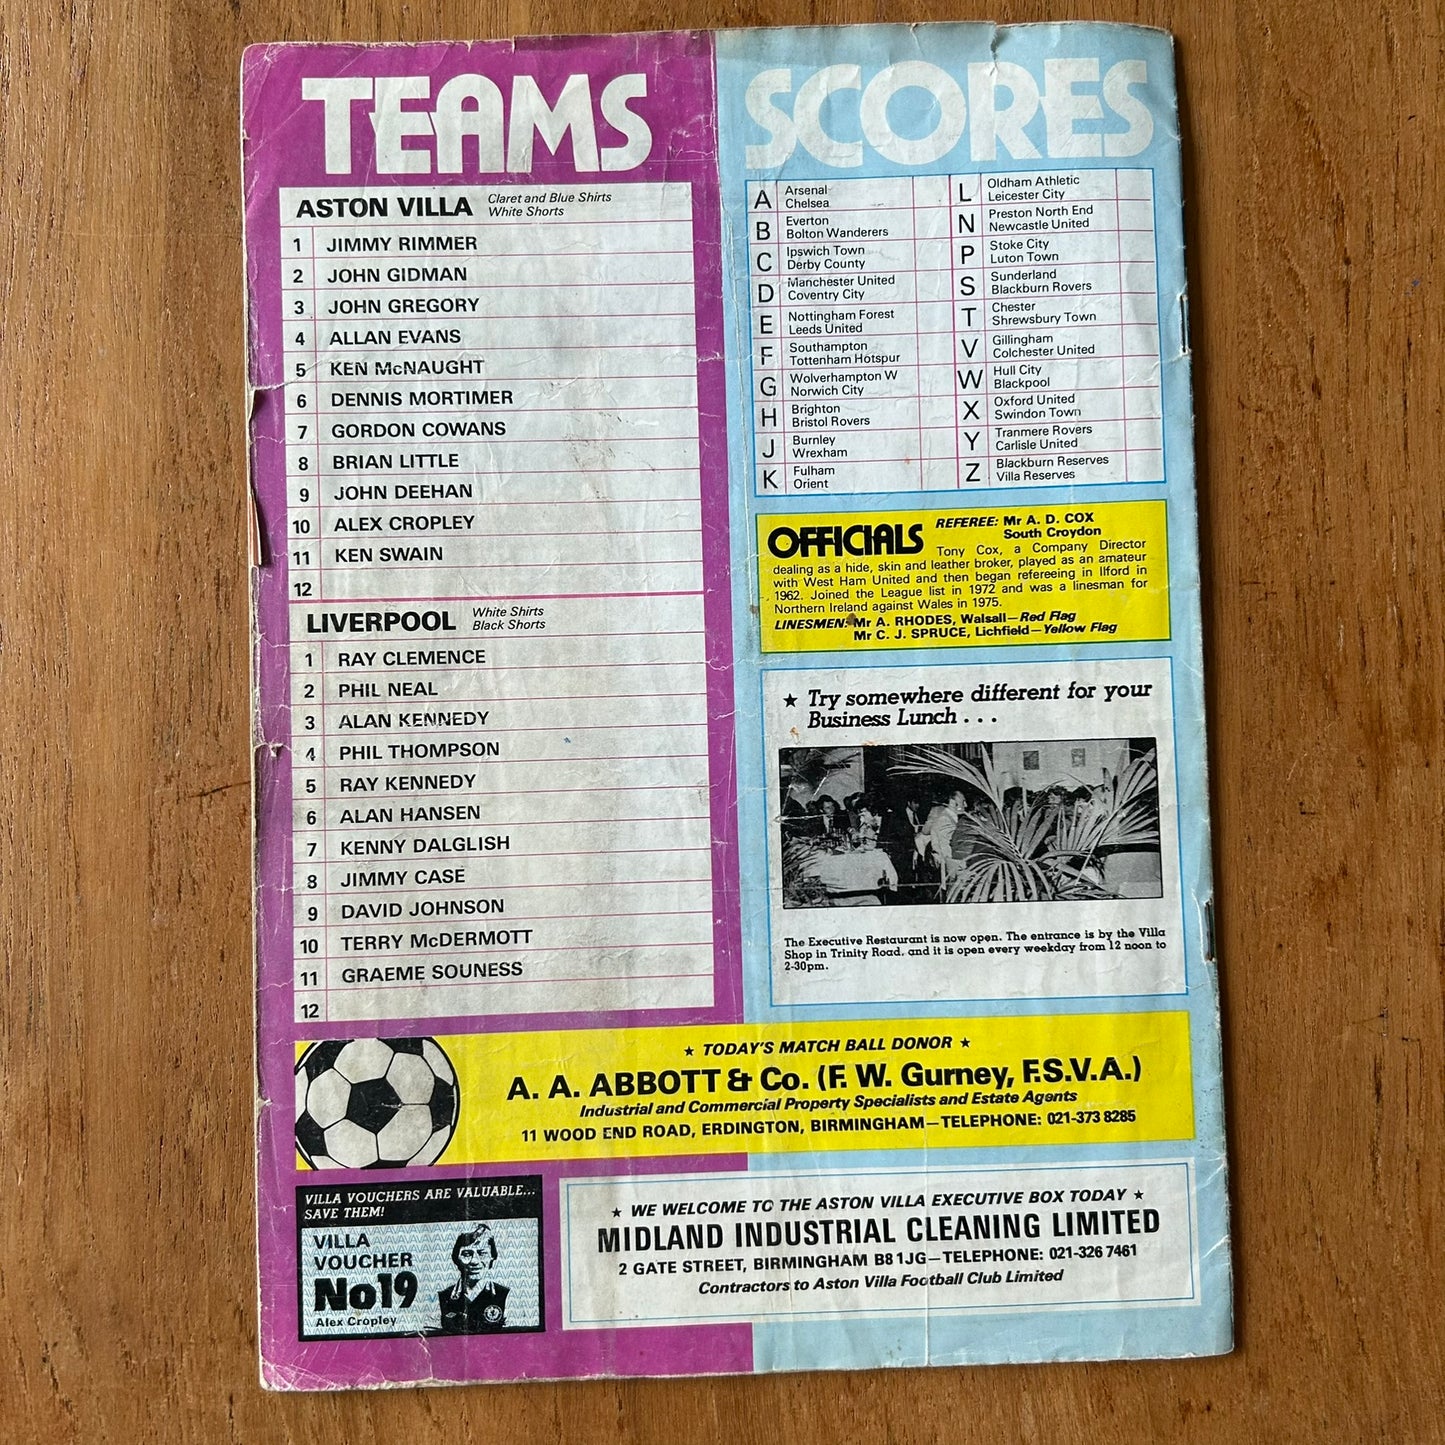 TEAMS
ASTON VILLA
Claret and Blue Shirts
White Shorts
1 JIMMY RIMMER
2 JOHN GIDMAN
3 JOHN GREGORY
4 ALLAN EVANS
5 KEN McNAUGHT
6 DENNIS MORTIMER
7 GORDON COWANS
8 BRIAN LITTLE
9 JOHN DEEHAN
10 ALEX CROPLEY
11 KEN SWAIN
12
LIVERPOOL
White Shirts
Black Shorts
1 RAY CLEMENCE
2 PHIL NEAL
3 ALAN KENNEDY
4 PHIL THOMPSON
5 RAY KENNEDY
6 ALAN HANSEN
7 KENNY DALGLISH
8 JIMMY CASE
9 DAVID JOHNSON
10 TERRY McDERMOTT
11 GRAEME SOUNESS
12
SCORES
A Arsenal
Chelsea
B Everton
Bolton Wanderers
C Ipswich Town
Derby County
D Manchester United
Coventry City
E Nottingham Forest
Leeds United
F Southampton
Tottenham Hotspur
G Wolverhampton W
Norwich City
H Brighton
Bristol Rovers
J Burnley
Wrexham
K Fulham
Orient
L Oldham Athletic
Leicester City
N Preston North End
Newcastle United
P Stoke City
Luton Town
S Sunderland
Blackburn Rovers
T Chester
Shrewsbury Town
V Gillingham
Colchester United
W Hull City
Blackpool
X Oxford United
Swindon Town
Y Tranmere Rovers
Carlisle United
Z Blackburn Reserves
Villa Reserves
OFFICIALS
REFEREE: Mr A. D. COX
South Croydon
Tony Cox, a Company Director
dealing as a hide, skin and leather broker, played as an amateur
with West Ham United and then began refereeing in Ilford in
1962. Joined the League list in 1972 and was a linesman for
Northern Ireland against Wales in 1975.
LINESMEN: Mr A. RHODES, Walsall—Red Flag
Mr C. J. SPRUCE, Lichfield—Yellow Flag
★ Try somewhere different for your
Business Lunch . . .
The Executive Restaurant is now open. The entrance is by the Villa
Shop in Trinity Road, and it is open every weekday from 12 noon to
2-30pm.
★ TODAY'S MATCH BALL DONOR ★
A. A. ABBOTT & Co. (F. W. Gurney, F.S.V.A.)
Industrial and Commercial Property Specialists and Estate Agents
11 WOOD END ROAD, ERDINGTON, BIRMINGHAM—TELEPHONE: 021-373 8285
VILLA VOUCHERS ARE VALUABLE...
SAVE THEM!
VILLA
VOUCHER
No19
Alex Cropley
★ WE WELCOME TO THE ASTON VILLA EXECUTIVE BOX TODAY ★
MIDLAND INDUSTRIAL CLEANING LIMITED
2 GATE STREET, BIRMINGHAM B8 1JG—TELEPHONE: 021-326 7461
Contractors to Aston Villa Football Club Limited